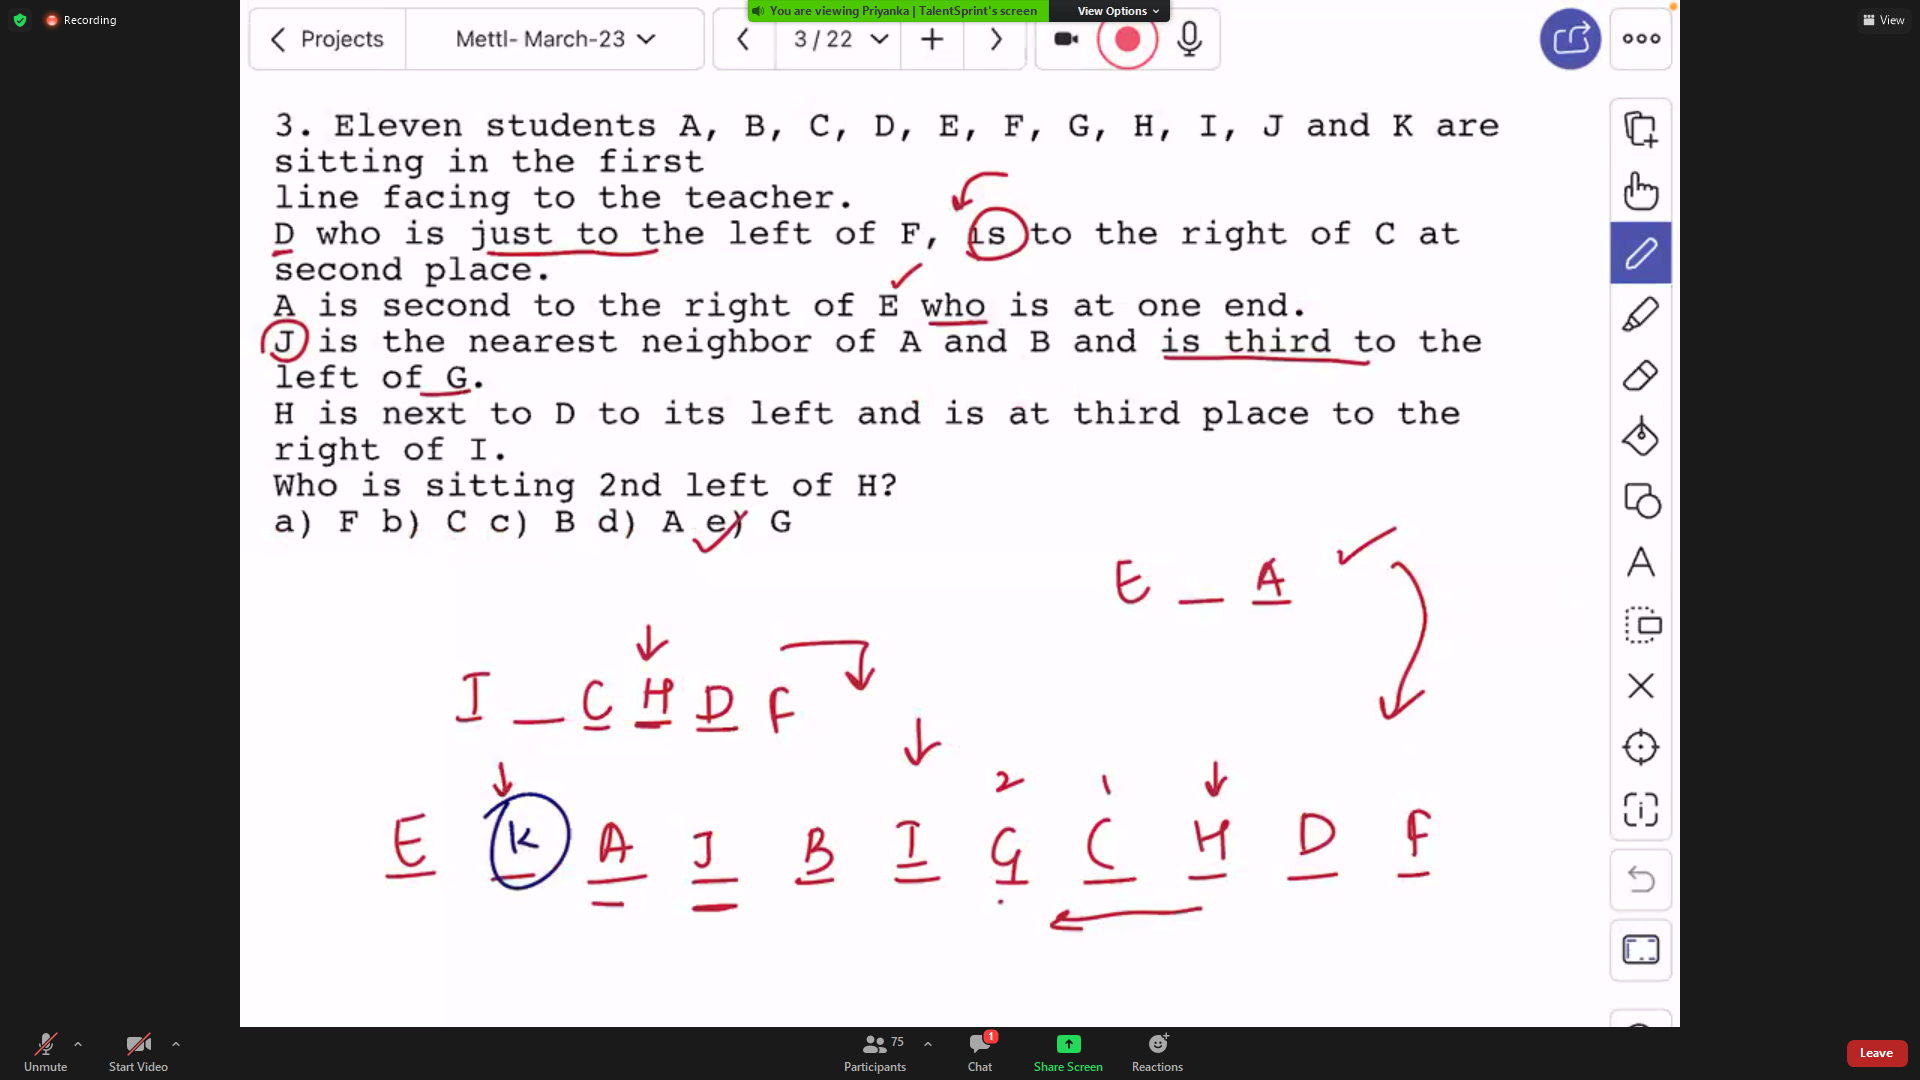 Recording
You are viewing Priyanka | TalentSprint's screen
View Options
View
Projects
Mettl- March-23
3 / 22
3. Eleven students A, B, C, D, E, F, G, H, I, J and K are
sitting in the first
line facing to the teacher.
D who is just to the left of F, is to the right of C at
second place.
A is second to the right of E who is at one end.
J is the nearest neighbor of A and B and is third to the
left of G.
H is next to D to its left and is at third place to the
right of I.
Who is sitting 2nd left of H?
a) F b) C c) B d) A e) G
E _ A
I _ C H D F
2 1
E K A J B I G C H D F
Unmute
Start Video
75
Participants
1
Chat
Share Screen
Reactions
Leave